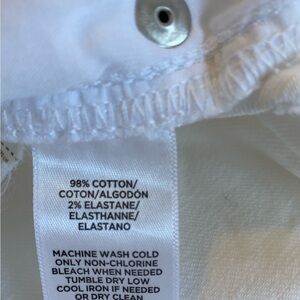 98% COTTON/
COTON/ALGODÓN
2% ELASTANE/
ELASTHANNE/
ELASTANO
MACHINE WASH COLD
ONLY NON-CHLORINE
BLEACH WHEN NEEDED
TUMBLE DRY LOW
COOL IRON IF NEEDED
OR DRY CLEAN